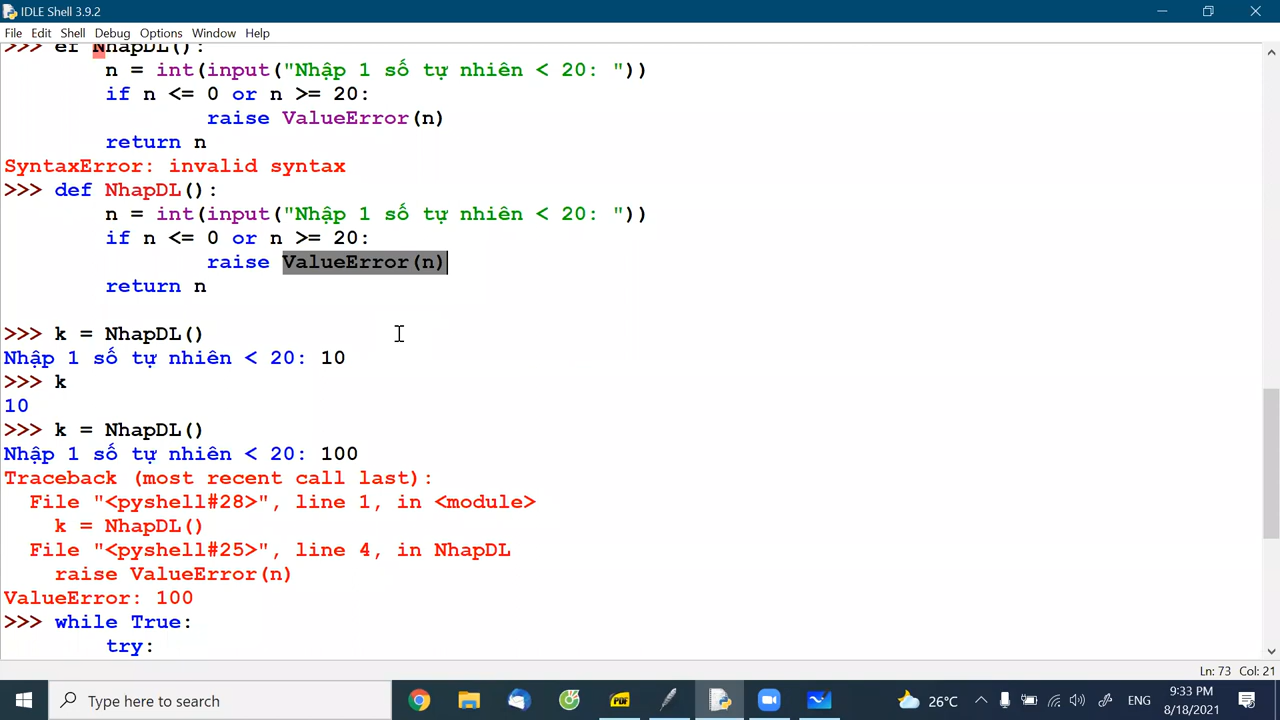 IDLE Shell 3.9.2
File Edit Shell Debug Options Window Help
>>> ef NhapDL():
n = int(input("Nhập 1 số tự nhiên < 20: "))
if n <= 0 or n >= 20:
raise ValueError(n)
return n
SyntaxError: invalid syntax
>>> def NhapDL():
n = int(input("Nhập 1 số tự nhiên < 20: "))
if n <= 0 or n >= 20:
raise ValueError(n)
return n
>>> k = NhapDL()
Nhập 1 số tự nhiên < 20: 10
>>> k
10
>>> k = NhapDL()
Nhập 1 số tự nhiên < 20: 100
Traceback (most recent call last):
File "<pyshell#28>", line 1, in <module>
k = NhapDL()
File "<pyshell#25>", line 4, in NhapDL
raise ValueError(n)
ValueError: 100
>>> while True:
try:
Ln: 73 Col: 21
Type here to search
PDF
26°C
ENG
9:33 PM
8/18/2021